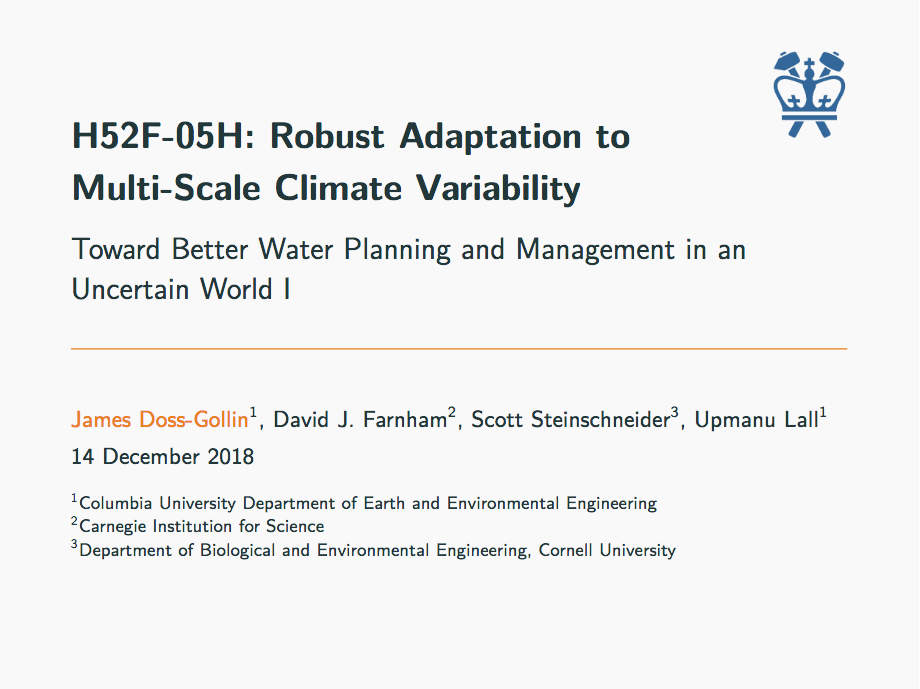 H52F-05H: Robust Adaptation to
Multi-Scale Climate Variability
Toward Better Water Planning and Management in an
Uncertain World I
James Doss-Gollin¹, David J. Farnham², Scott Steinschneider³, Upmanu Lall¹
14 December 2018
¹Columbia University Department of Earth and Environmental Engineering
²Carnegie Institution for Science
³Department of Biological and Environmental Engineering, Cornell University